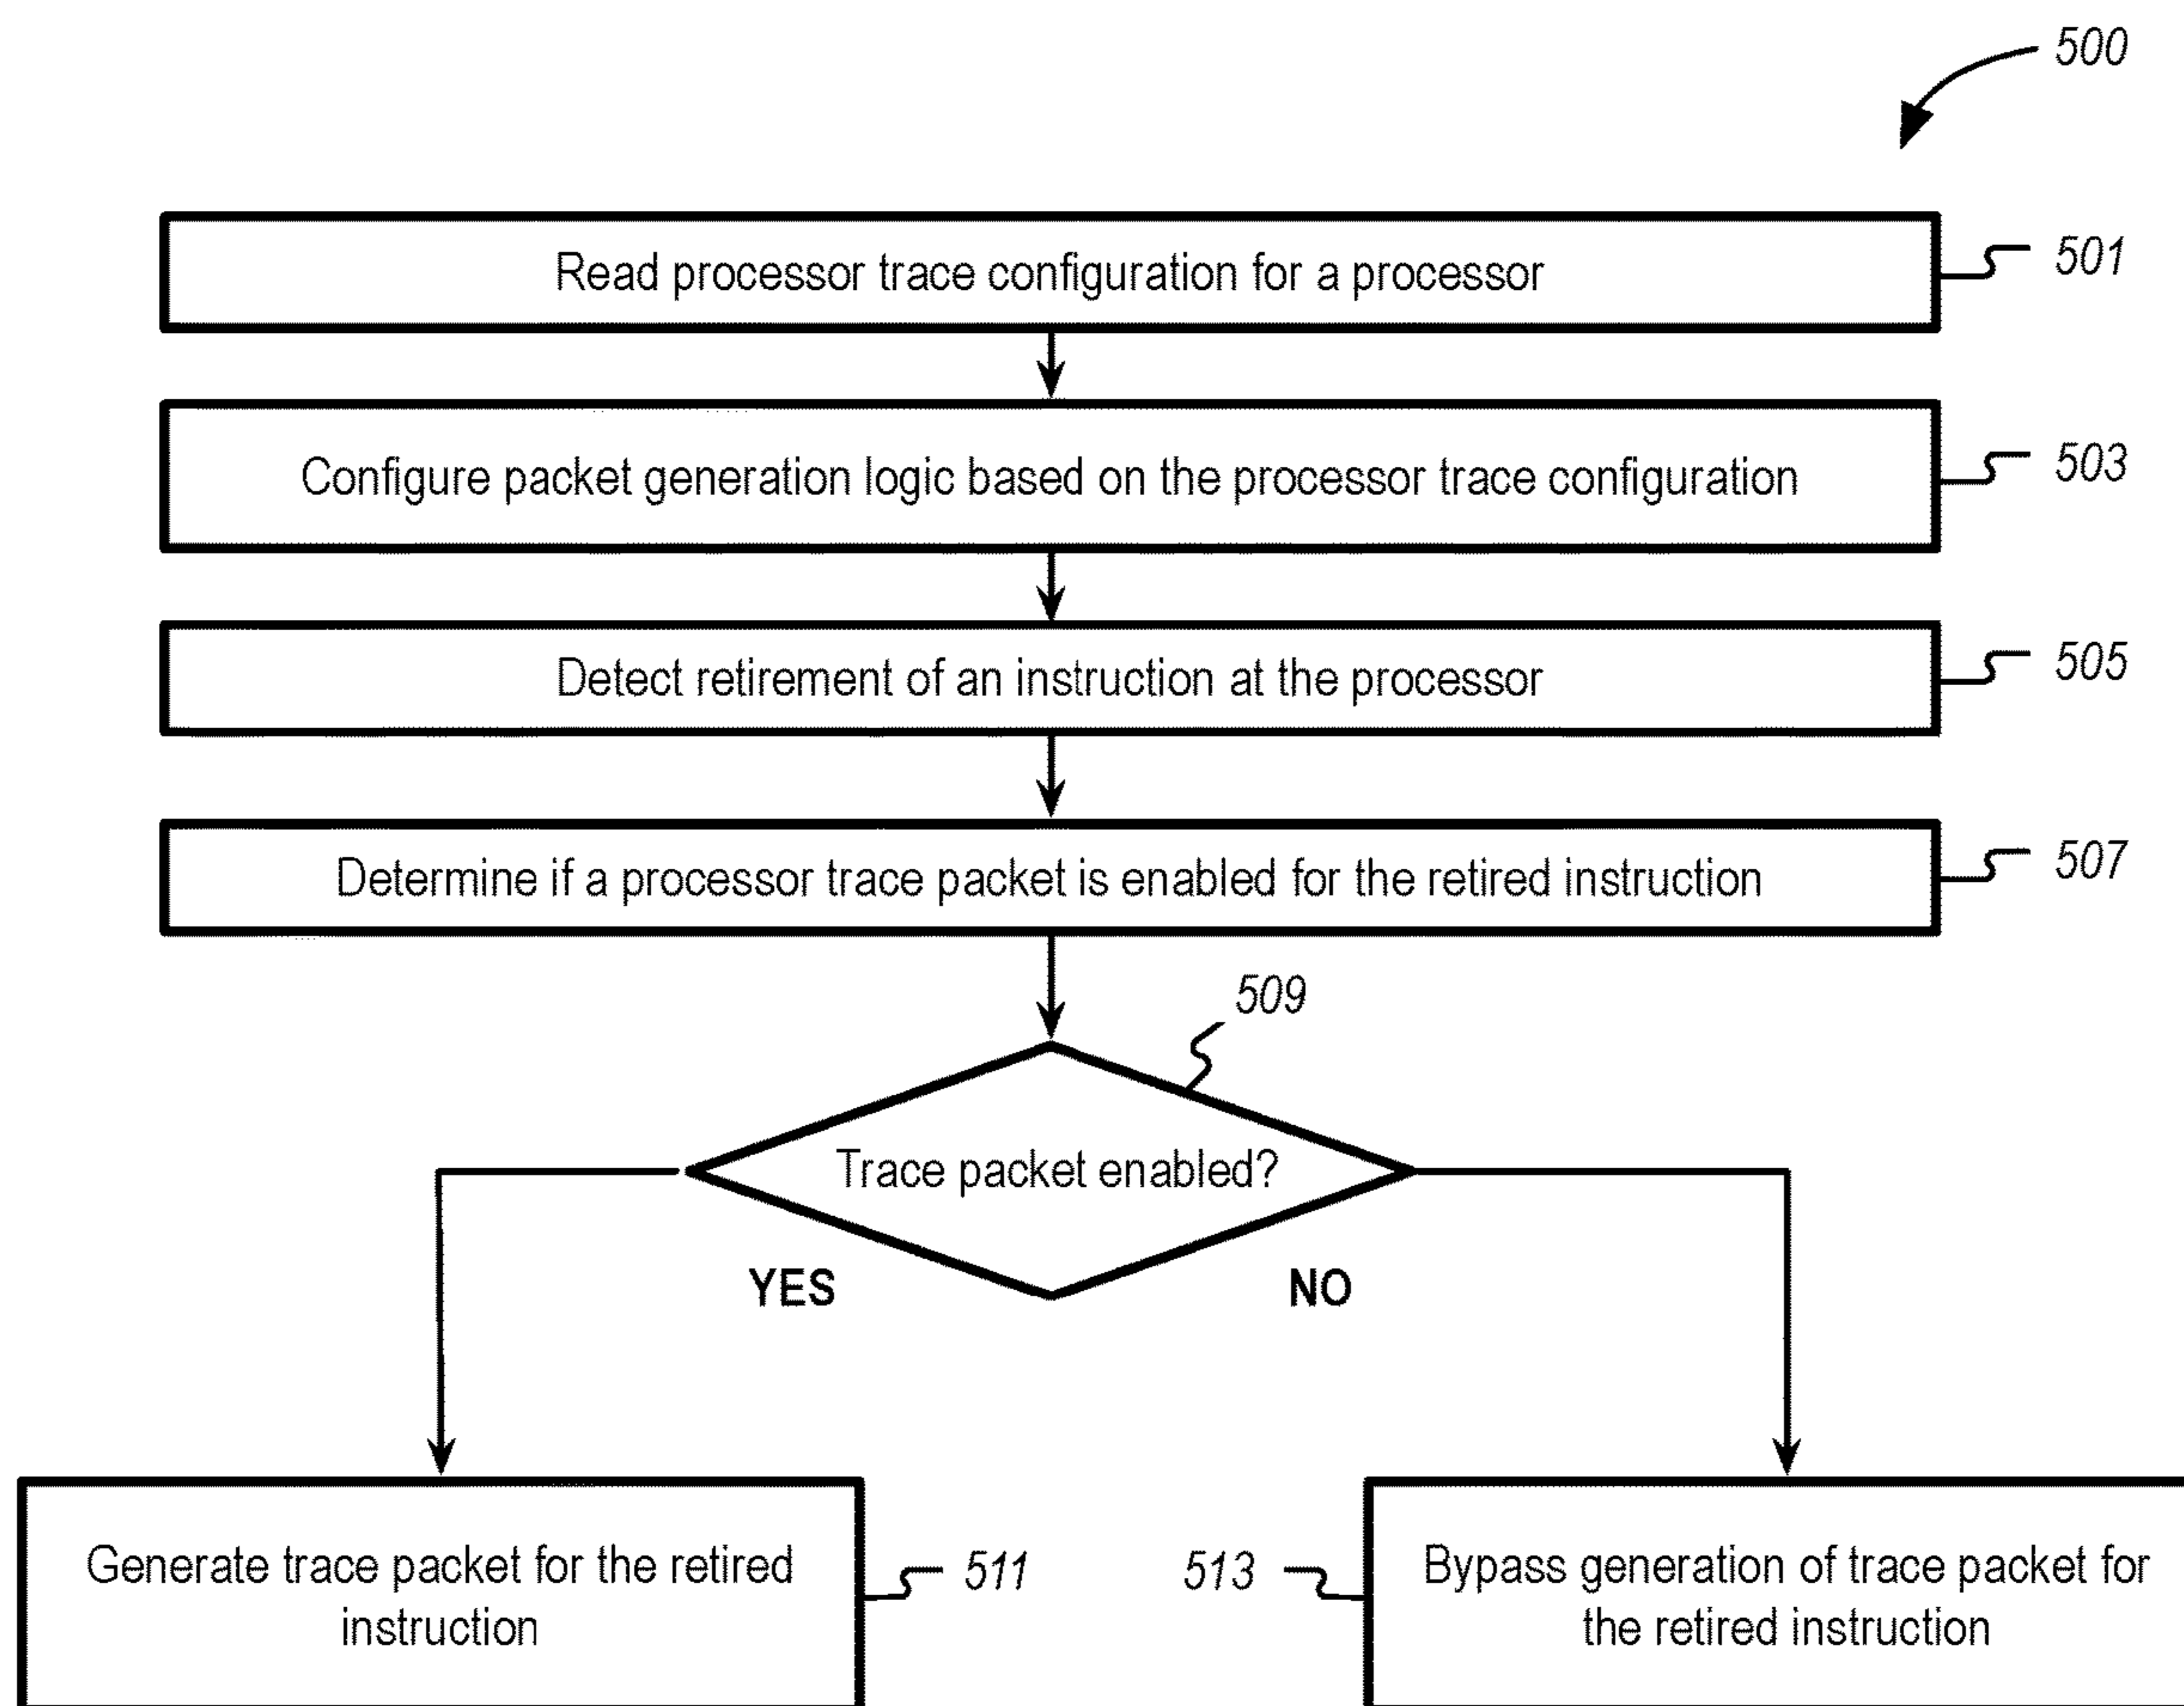 500
Read processor trace configuration for a processor
501
Configure packet generation logic based on the processor trace configuration
503
Detect retirement of an instruction at the processor
505
Determine if a processor trace packet is enabled for the retired instruction
507
509
Trace packet enabled?
YES
NO
Generate trace packet for the retired
instruction
511
513
Bypass generation of trace packet for
the retired instruction